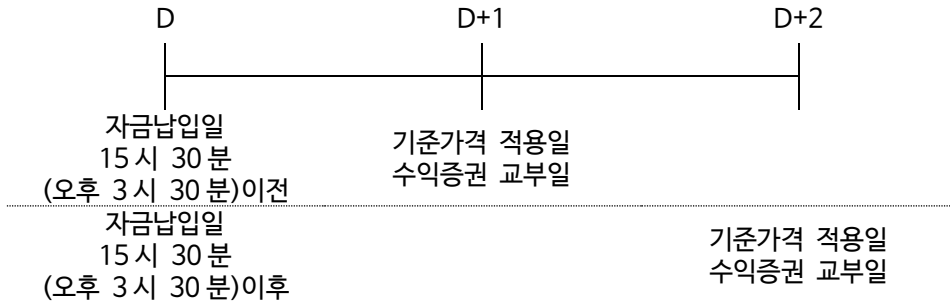 D D+1 D+2
자금납입일
15시 30분
(오후 3시 30분)이전
기준가격 적용일
수익증권 교부일
자금납입일
15시 30분
(오후 3시 30분)이후
기준가격 적용일
수익증권 교부일